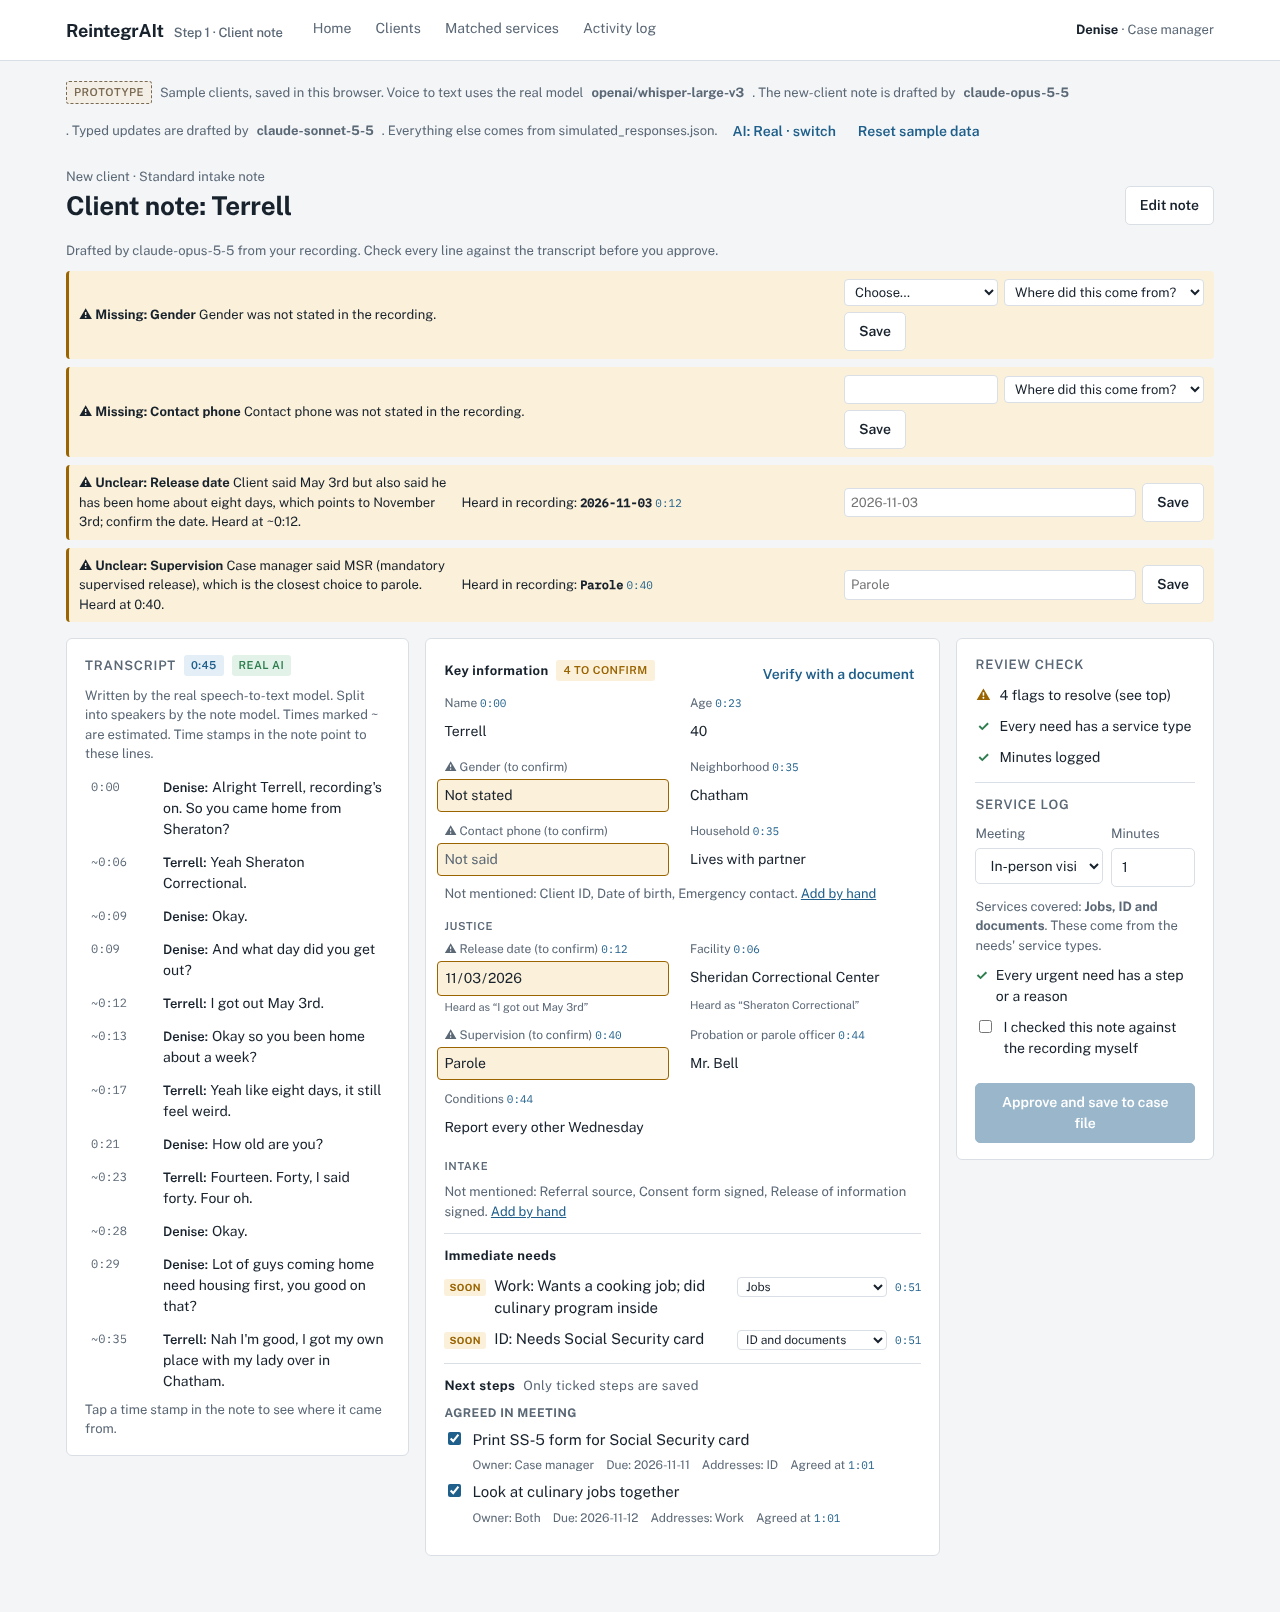 ReintegrAIt Step 1 · Client note Home Clients Matched services Activity log Denise · Case manager
PROTOTYPE Sample clients, saved in this browser. Voice to text uses the real model openai/whisper-large-v3 . The new-client note is drafted by claude-opus-5-5
. Typed updates are drafted by claude-sonnet-5-5 . Everything else comes from simulated_responses.json. AI: Real · switch Reset sample data
New client · Standard intake note
Client note: Terrell
Edit note
Drafted by claude-opus-5-5 from your recording. Check every line against the transcript before you approve.
⚠ Missing: Gender Gender was not stated in the recording.
Choose... Where did this come from?
Save
⚠ Missing: Contact phone Contact phone was not stated in the recording.
Where did this come from?
Save
⚠ Unclear: Release date Client said May 3rd but also said he
has been home about eight days, which points to November
3rd; confirm the date. Heard at ~0:12.
Heard in recording: 2026-11-03 0:12
2026-11-03
Save
⚠ Unclear: Supervision Case manager said MSR (mandatory
supervised release), which is the closest choice to parole.
Heard at 0:40.
Heard in recording: Parole 0:40
Parole
Save
TRANSCRIPT 0:45 REAL AI
Written by the real speech-to-text model. Split
into speakers by the note model. Times marked ~
are estimated. Time stamps in the note point to
these lines.
0:00 Denise: Alright Terrell, recording's
on. So you came home from
Sheraton?
~0:06 Terrell: Yeah Sheraton
Correctional.
~0:09 Denise: Okay.
0:09 Denise: And what day did you get
out?
~0:12 Terrell: I got out May 3rd.
~0:13 Denise: Okay so you been home
about a week?
~0:17 Terrell: Yeah like eight days, it still
feel weird.
0:21 Denise: How old are you?
~0:23 Terrell: Fourteen. Forty, I said
forty. Four oh.
~0:28 Denise: Okay.
0:29 Denise: Lot of guys coming home
need housing first, you good on
that?
~0:35 Terrell: Nah I'm good, I got my own
place with my lady over in
Chatham.
Tap a time stamp in the note to see where it came
from.
Key information 4 TO CONFIRM Verify with a document
Name 0:00 Age 0:23
Terrell 40
⚠ Gender (to confirm) Neighborhood 0:35
Not stated Chatham
⚠ Contact phone (to confirm) Household 0:35
Not said Lives with partner
Not mentioned: Client ID, Date of birth, Emergency contact. Add by hand
JUSTICE
⚠ Release date (to confirm) 0:12 Facility 0:06
11/03/2026 Sheridan Correctional Center
Heard as “I got out May 3rd” Heard as “Sheraton Correctional”
⚠ Supervision (to confirm) 0:40 Probation or parole officer 0:44
Parole Mr. Bell
Conditions 0:44
Report every other Wednesday
INTAKE
Not mentioned: Referral source, Consent form signed, Release of information
signed. Add by hand
Immediate needs
SOON Work: Wants a cooking job; did
culinary program inside
Jobs 0:51
SOON ID: Needs Social Security card ID and documents 0:51
Next steps Only ticked steps are saved
AGREED IN MEETING
Print SS-5 form for Social Security card
Owner: Case manager Due: 2026-11-11 Addresses: ID Agreed at 1:01
Look at culinary jobs together
Owner: Both Due: 2026-11-12 Addresses: Work Agreed at 1:01
REVIEW CHECK
⚠ 4 flags to resolve (see top)
✓ Every need has a service type
✓ Minutes logged
SERVICE LOG
Meeting Minutes
In-person visi 1
Services covered: Jobs, ID and
documents. These come from the
needs' service types.
✓ Every urgent need has a step
or a reason
I checked this note against
the recording myself
Approve and save to case
file